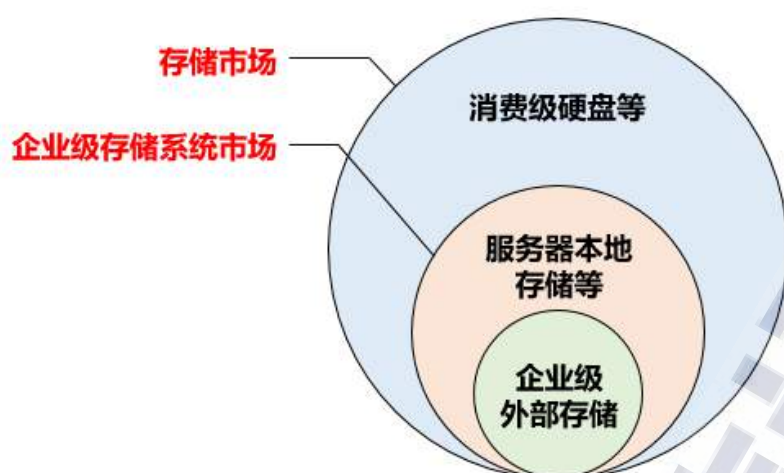 存储市场
消费级硬盘等
企业级存储系统市场
服务器本地
存储等
企业级
外部存储